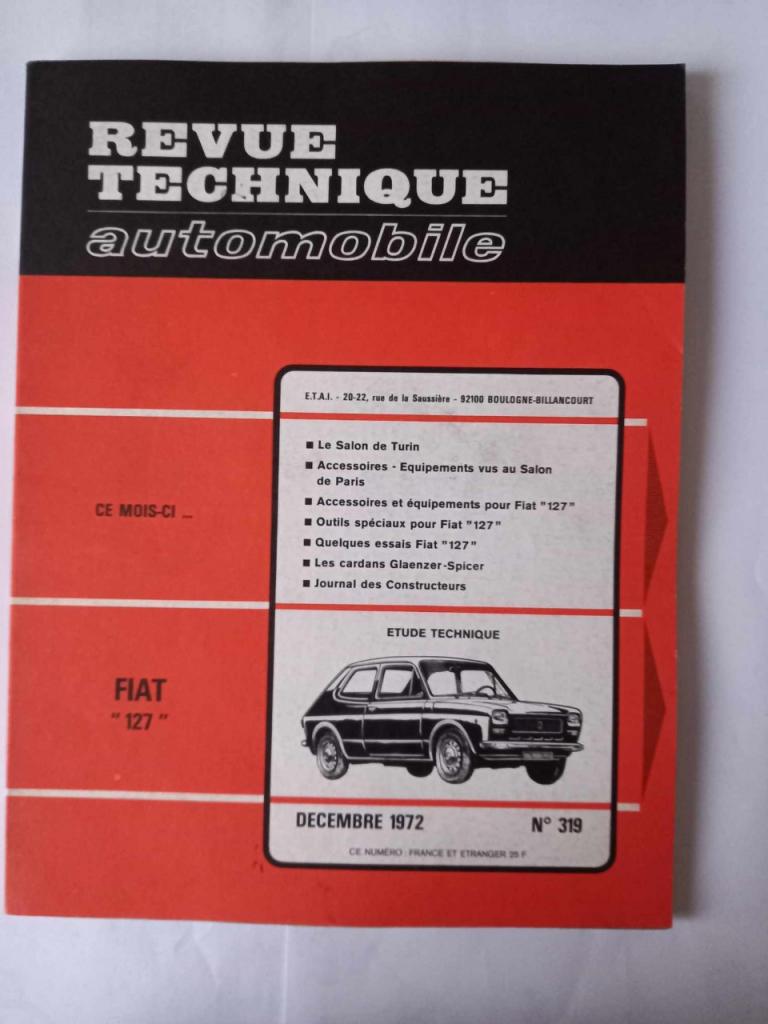 REVUE
TECHNIQUE
automobile
E.T.A.I. - 20-22, rue de la Saussière - 92100 BOULOGNE-BILLANCOURT
CE MOIS-CI ...
■ Le Salon de Turin
■ Accessoires - Equipements vus au Salon
de Paris
■ Accessoires et équipements pour Fiat "127"
■ Outils spéciaux pour Fiat "127"
■ Quelques essais Fiat "127"
■ Les cardans Glaenzer-Spicer
■ Journal des Constructeurs
FIAT
"127"
ETUDE TECHNIQUE
DECEMBRE 1972 N° 319
CE NUMÉRO : FRANCE ET ETRANGER 25 F